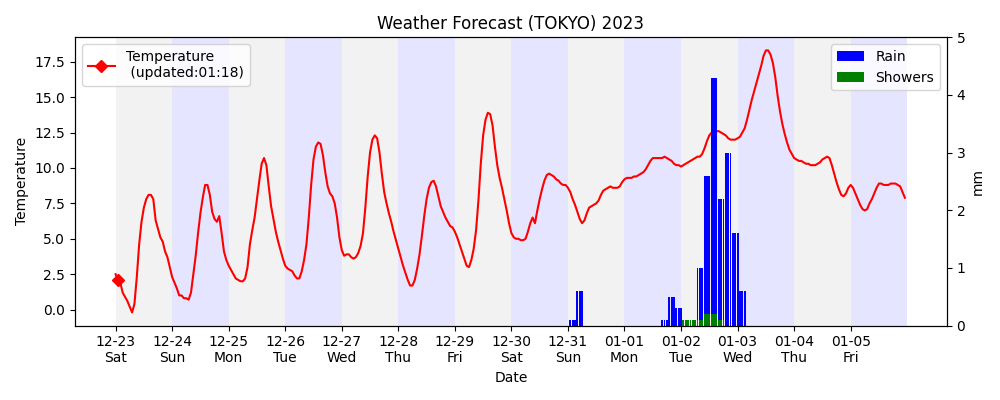 Weather Forecast (TOKYO) 2023
Temperature
(updated:01:18)
Rain
Showers
Temperature
17.5
15.0
12.5
10.0
7.5
5.0
2.5
0.0
5
4
3
2
1
0
mm
12-23 12-24 12-25 12-26 12-27 12-28 12-29 12-30 12-31 01-01 01-02 01-03 01-04 01-05
Sat Sun Mon Tue Wed Thu Fri Sat Sun Mon Tue Wed Thu Fri
Date